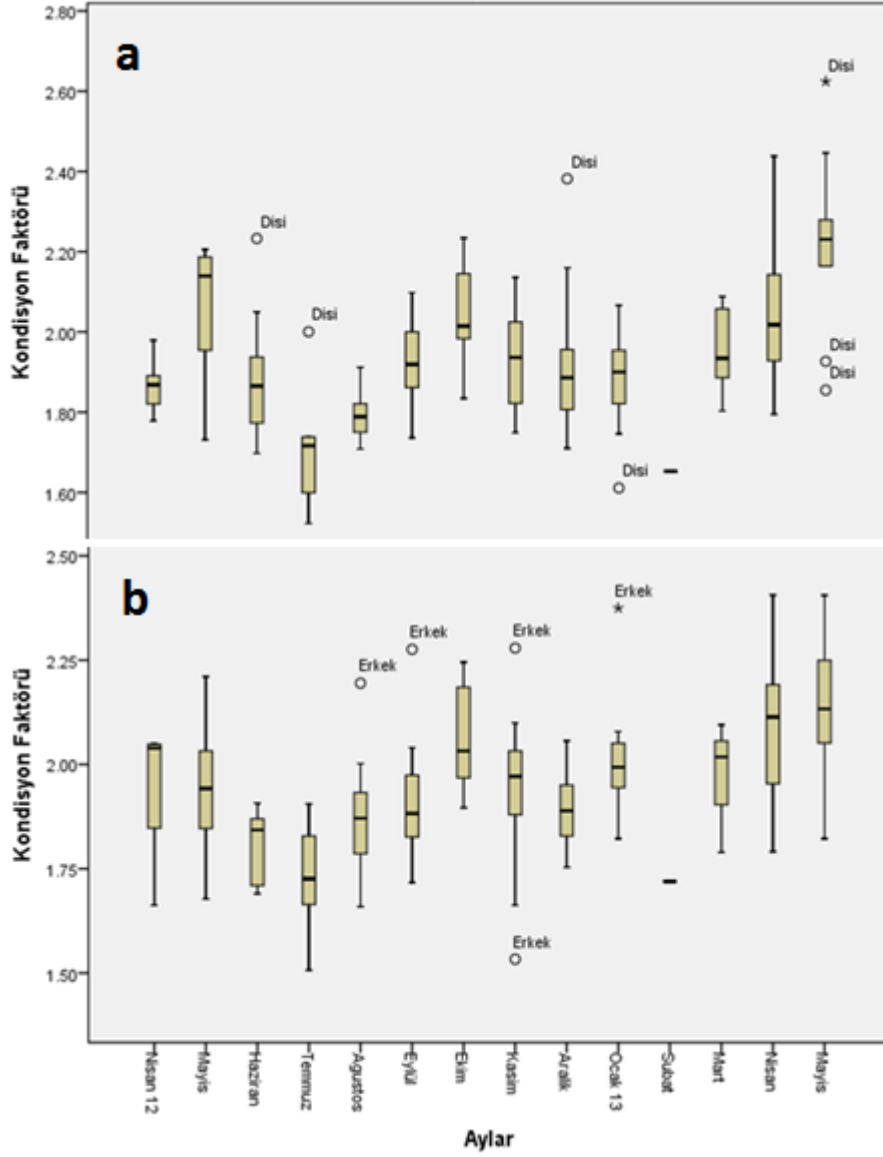 a
2.80
2.60
2.40
2.20
2.00
1.80
1.60
Kondisyon Faktörü
Disi
Disi
Disi
Disi
Disi
Disi
Disi
b
2.50
2.25
2.00
1.75
1.50
Kondisyon Faktörü
Erkek
Erkek
Erkek
Erkek
Erkek
Nisan 12
Mayis
Haziran
Temmuz
Agustos
Eylül
Ekim
Kasim
Aralik
Ocak 13
Subat
Mart
Nisan
Mayis
Aylar